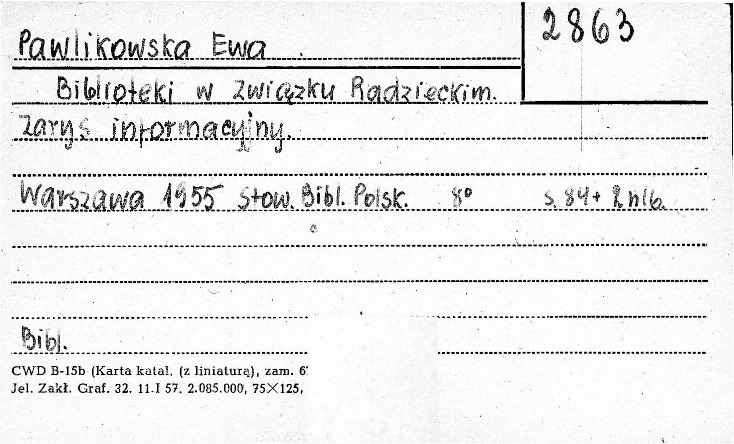 2863
Pawlikowska Ewa
Biblioteki w Związku Radzieckim.
Zarys informacyjny.
Warszawa 1955 Stow. Bibl. Polsk. 8° s. 84 + 2 nlb.
Bibl.
CWD B-15b (Karta katal. (z liniaturą), zam. 6
Jel. Zakł. Graf. 32. 11.I 57. 2.085.000, 75×125,